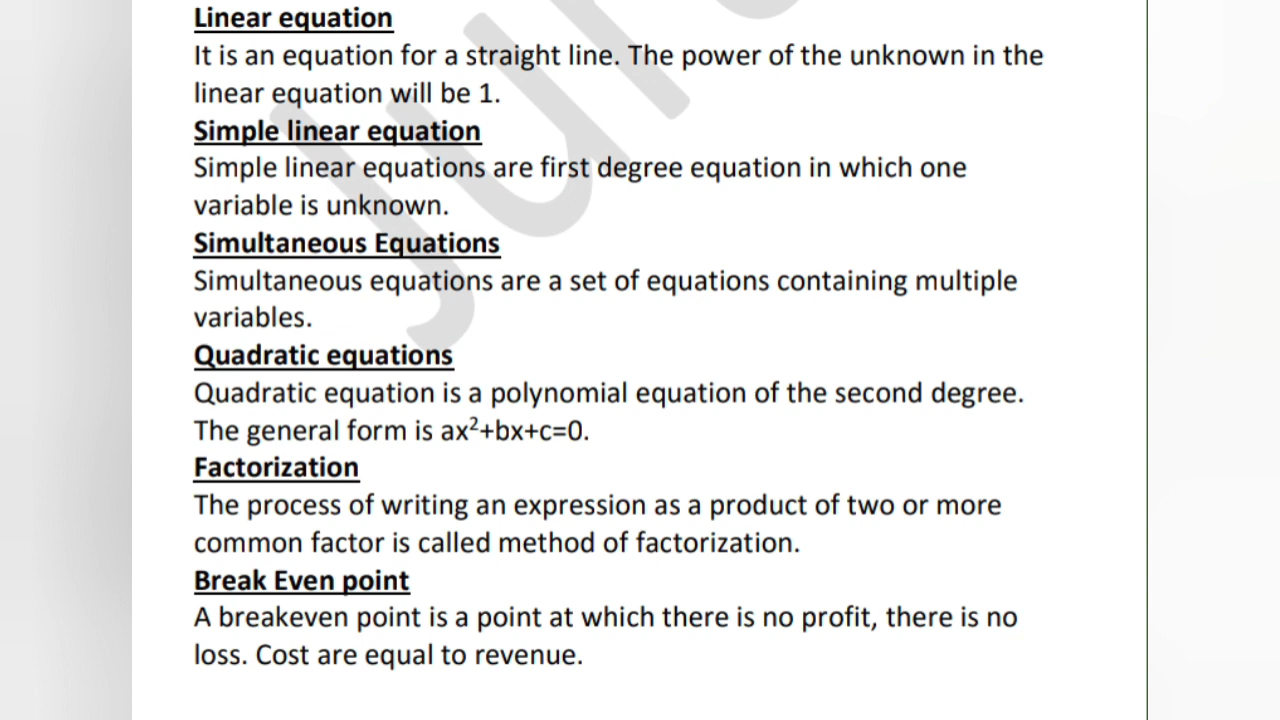 Linear equation
It is an equation for a straight line. The power of the unknown in the
linear equation will be 1.
Simple linear equation
Simple linear equations are first degree equation in which one
variable is unknown.
Simultaneous Equations
Simultaneous equations are a set of equations containing multiple
variables.
Quadratic equations
Quadratic equation is a polynomial equation of the second degree.
The general form is ax²+bx+c=0.
Factorization
The process of writing an expression as a product of two or more
common factor is called method of factorization.
Break Even point
A breakeven point is a point at which there is no profit, there is no
loss. Cost are equal to revenue.